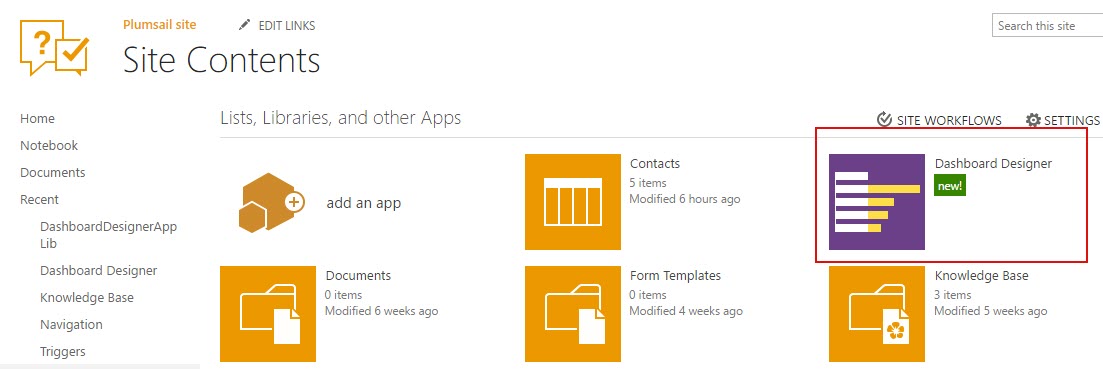 Plumsail site
EDIT LINKS
Search this site
?
Site Contents
Home
Notebook
Documents
Recent
DashboardDesignerApp
Lib
Dashboard Designer
Knowledge Base
Navigation
Triggers
Lists, Libraries, and other Apps
SITE WORKFLOWS
SETTINGS
add an app
Contacts
5 items
Modified 6 hours ago
Dashboard Designer
new!
Documents
0 items
Modified 6 weeks ago
Form Templates
0 items
Modified 4 weeks ago
Knowledge Base
3 items
Modified 5 weeks ago